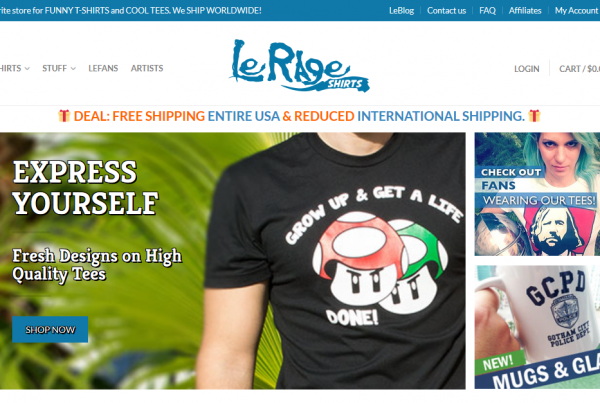 rite store for FUNNY T-SHIRTS and COOL TEES. We SHIP WORLDWIDE!
LeBlog
Contact us
FAQ
Affiliates
My Account
HIRTS
STUFF
LEFANS
ARTISTS
Le Rage
SHIRTS
LOGIN
CART / $0.
DEAL: FREE SHIPPING ENTIRE USA & REDUCED INTERNATIONAL SHIPPING.
EXPRESS
YOURSELF
Fresh Designs on High
Quality Tees
SHOP NOW
GROW UP & GET A LIFE
DONE!
CHECK OUT
FANS
WEARING OUR TEES!
GCPD
GOTHAM CITY
POLICE DEPT
NEW!
MUGS & GLA